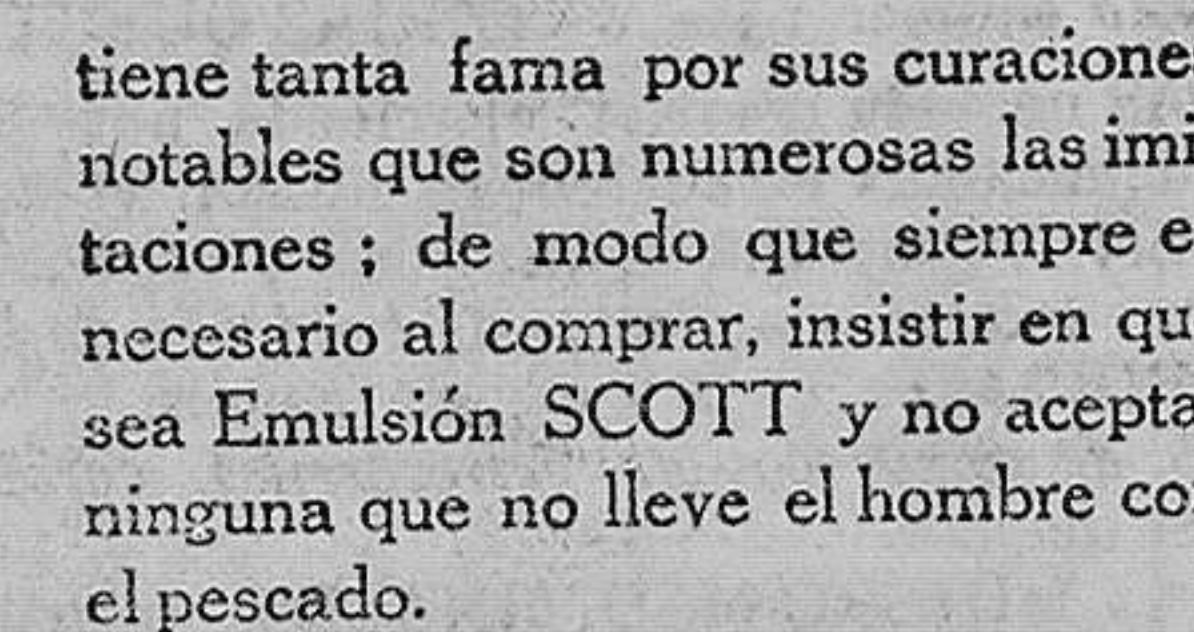 tiene tanta fama por sus curacione
notables que son numerosas las imi
taciones ; de modo que siempre e
necesario al comprar, insistir en qu
sea Emulsión SCOTT y no acepta
ninguna que no lleve el hombre co
el pescado.